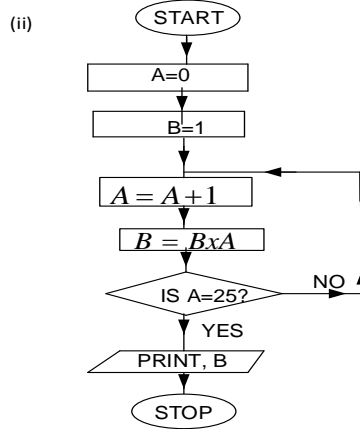 (ii)
START
A=0
B=1
A = A+1
B = BxA
IS A=25?
NO
YES
PRINT, B
STOP